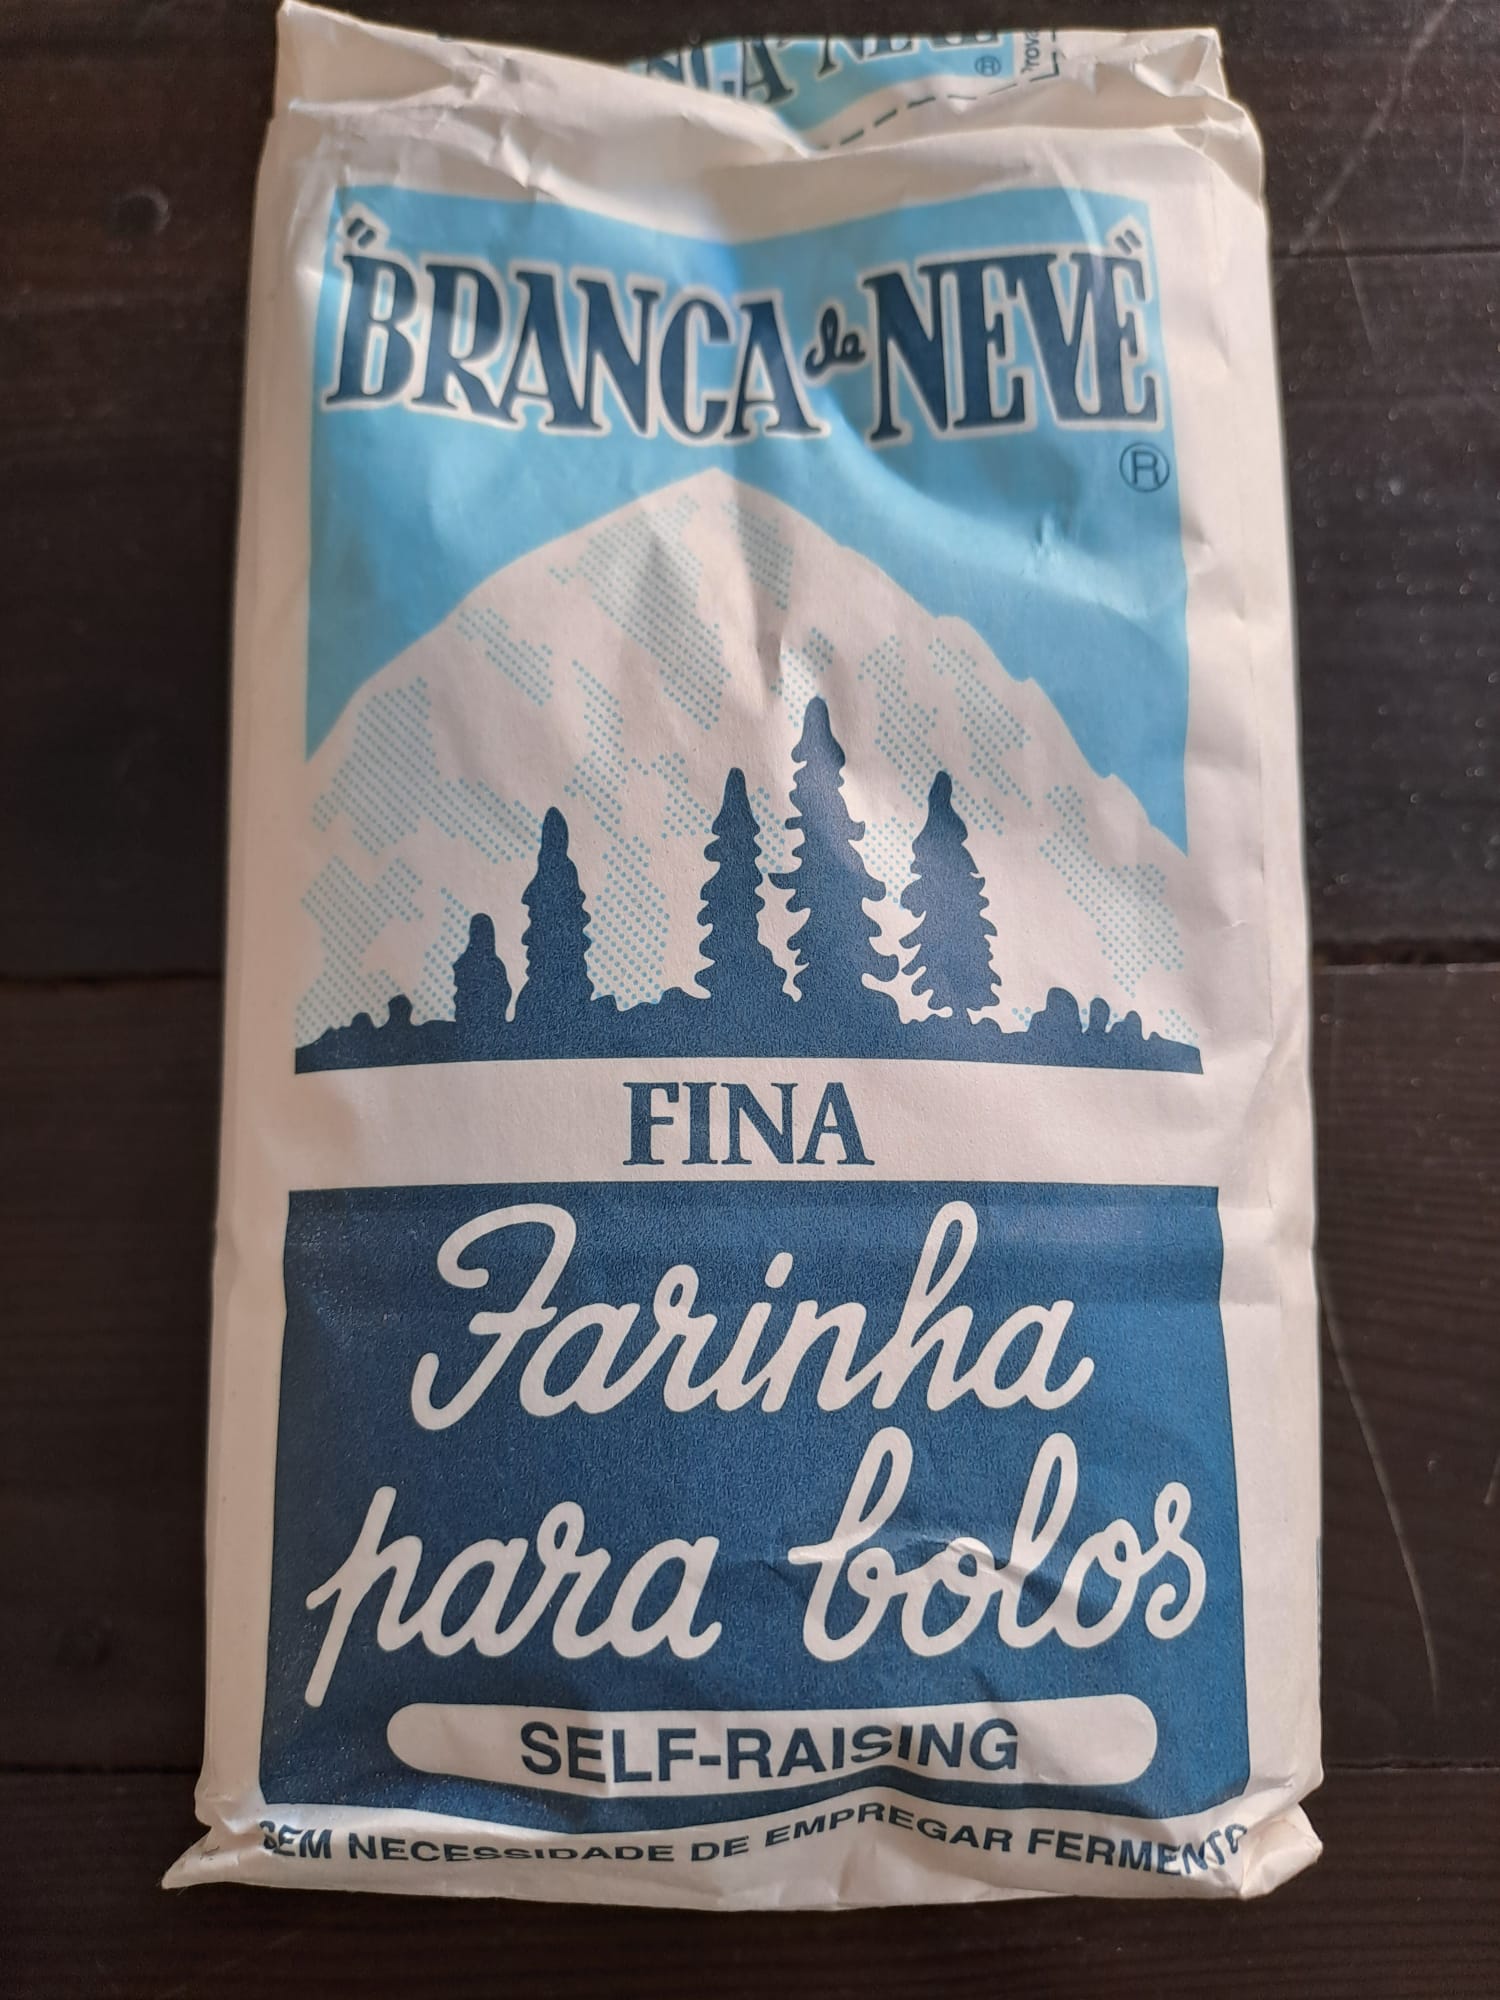 "BRANCA de NEVE"
®
FINA
Farinha
para bolos
SELF-RAISING
SEM NECESSIDADE DE EMPREGAR FERMENTO